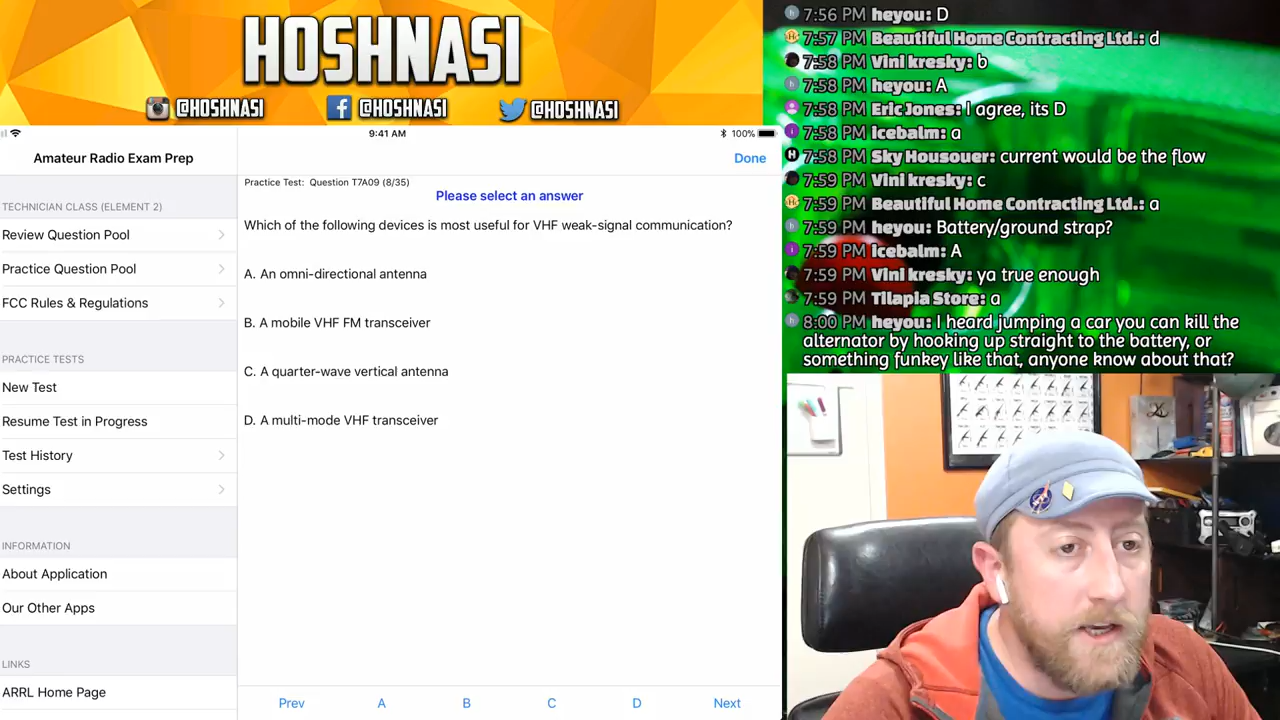 HOSHNASI
@HOSHNASI
@HOSHNASI
@HOSHNASI
9:41 AM
100%
Amateur Radio Exam Prep
Done
TECHNICIAN CLASS (ELEMENT 2)
Review Question Pool
Practice Question Pool
FCC Rules & Regulations
PRACTICE TESTS
New Test
Resume Test in Progress
Test History
Settings
INFORMATION
About Application
Our Other Apps
LINKS
ARRL Home Page
Practice Test: Question T7A09 (8/35)
Please select an answer
Which of the following devices is most useful for VHF weak-signal communication?
A. An omni-directional antenna
B. A mobile VHF FM transceiver
C. A quarter-wave vertical antenna
D. A multi-mode VHF transceiver
Prev
A
B
C
D
Next
7:56 PM heyou: D
7:57 PM Beautiful Home Contracting Ltd.: d
7:58 PM Vini kresky: b
7:58 PM heyou: A
7:58 PM Eric Jones: I agree, its D
7:58 PM icebalm: a
7:58 PM Sky Housouer: current would be the flow
7:59 PM Vini kresky: c
7:59 PM Beautiful Home Contracting Ltd.: a
7:59 PM heyou: Battery/ground strap?
7:59 PM icebalm: A
7:59 PM Vini kresky: ya true enough
7:59 PM Tilapia Store: a
8:00 PM heyou: I heard jumping a car you can kill the
alternator by hooking up straight to the battery, or
something funkey like that, anyone know about that?